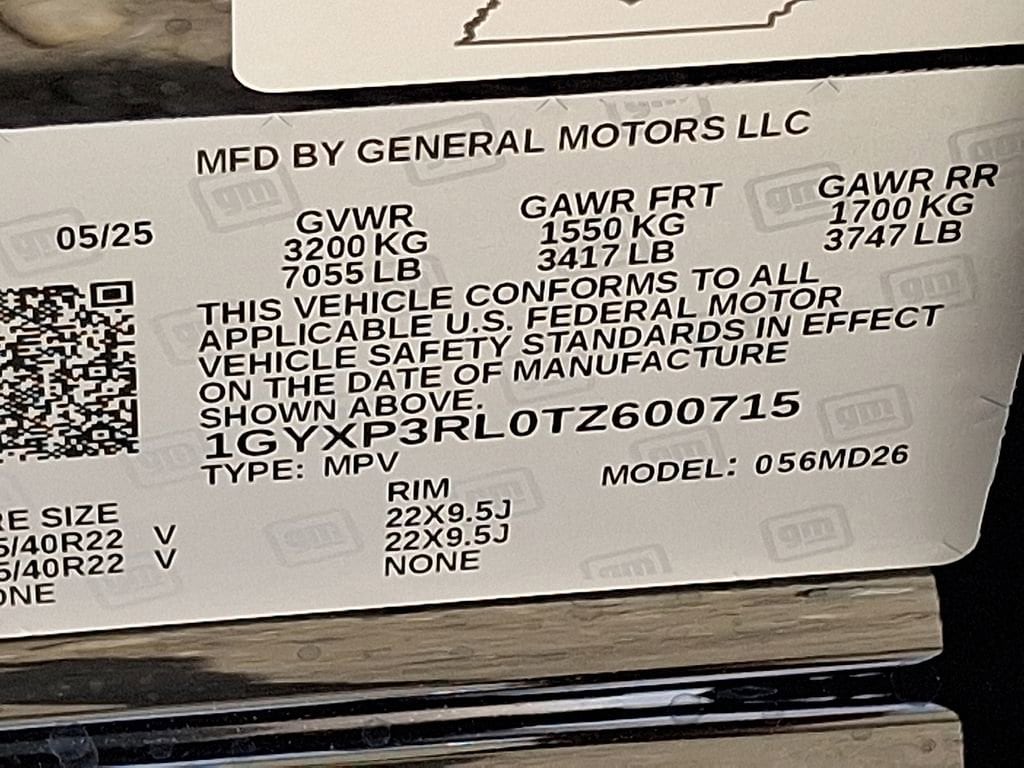 MFD BY GENERAL MOTORS LLC
05/25
GVWR
3200 KG
7055 LB
GAWR FRT
1550 KG
3417 LB
GAWR RR
1700 KG
3747 LB
THIS VEHICLE CONFORMS TO ALL
APPLICABLE U.S. FEDERAL MOTOR
VEHICLE SAFETY STANDARDS IN EFFECT
ON THE DATE OF MANUFACTURE
SHOWN ABOVE.
1GYXP3RL0TZ600715
TYPE: MPV
MODEL: 056MD26
RE SIZE
5/40R22 V
5/40R22 V
ONE
RIM
22X9.5J
22X9.5J
NONE